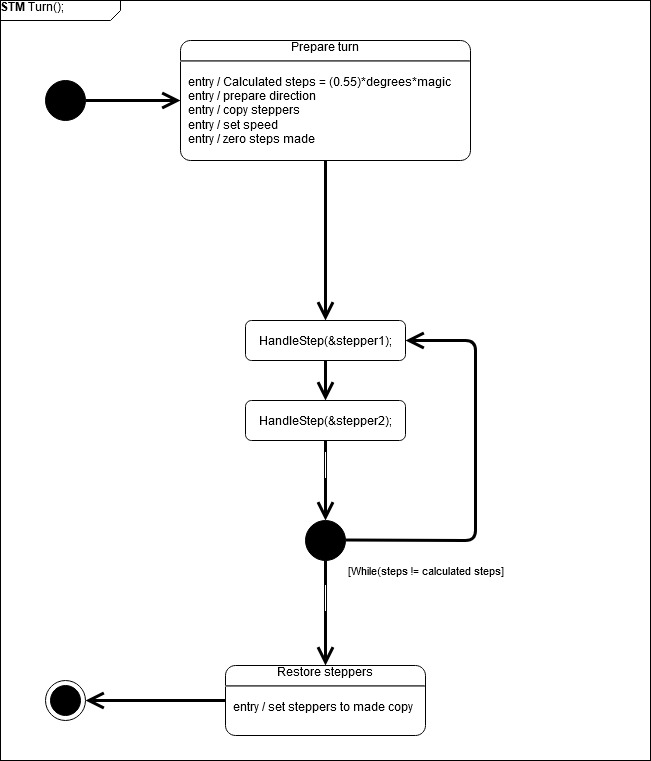 STM Turn();
Prepare turn
entry / Calculated steps = (0.55)*degrees*magic
entry / prepare direction
entry / copy steppers
entry / set speed
entry / zero steps made
HandleStep(&stepper1);
HandleStep(&stepper2);
[While(steps != calculated steps]
Restore steppers
entry / set steppers to made copy